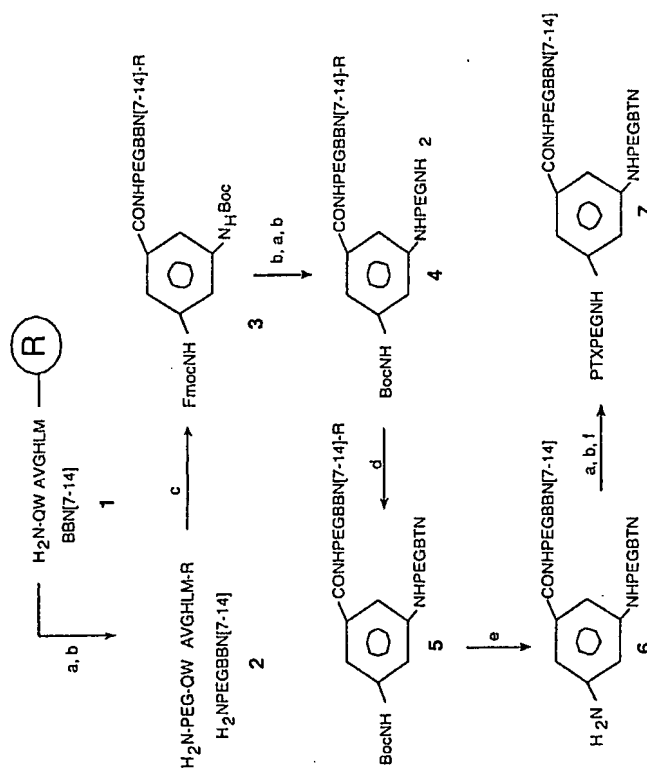 H₂N-QW AVGHLM
R
BBN[7-14]
1
a, b
H₂N-PEG-QW AVGHLM-R
H₂NPEGBBN[7-14]
2
c
CONHPEGBBN[7-14]-R
FmocNH
NHBoc
3
b, a, b
CONHPEGBBN[7-14]-R
BocNH
NHPEGNH 2
4
d
CONHPEGBBN[7-14]-R
BocNH
NHPEGBTN
5
e
CONHPEGBBN[7-14]
H₂N
NHPEGBTN
6
a, b, f
CONHPEGBBN[7-14]
PTXPEGNH
NHPEGBTN
7